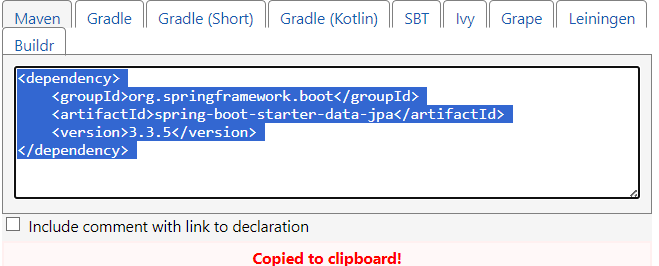 Maven Gradle Gradle (Short) Gradle (Kotlin) SBT Ivy Grape Leiningen
Buildr
<dependency>
    <groupId>org.springframework.boot</groupId>
    <artifactId>spring-boot-starter-data-jpa</artifactId>
    <version>3.3.5</version>
</dependency>
Include comment with link to declaration
Copied to clipboard!